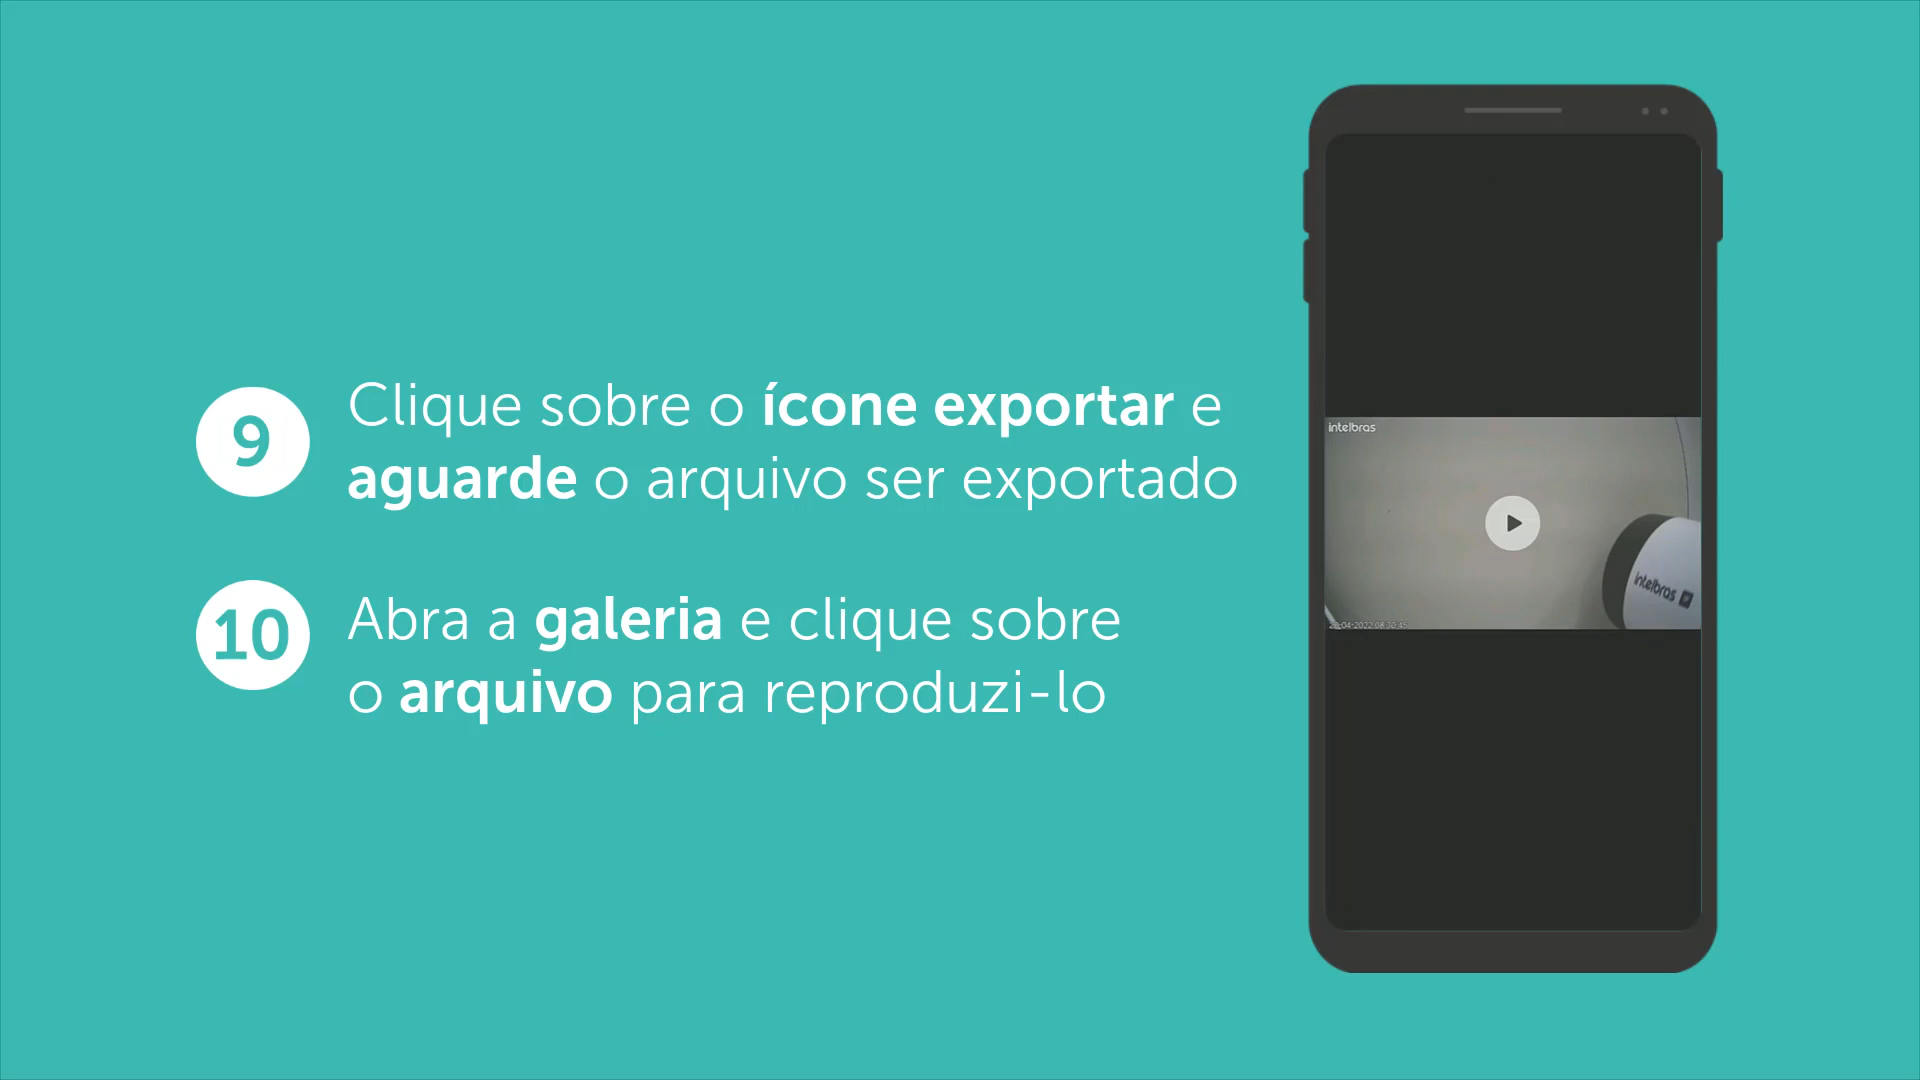 9
Clique sobre o ícone exportar e
aguarde o arquivo ser exportado
10
Abra a galeria e clique sobre
o arquivo para reproduzi-lo
intelbras
intelbras